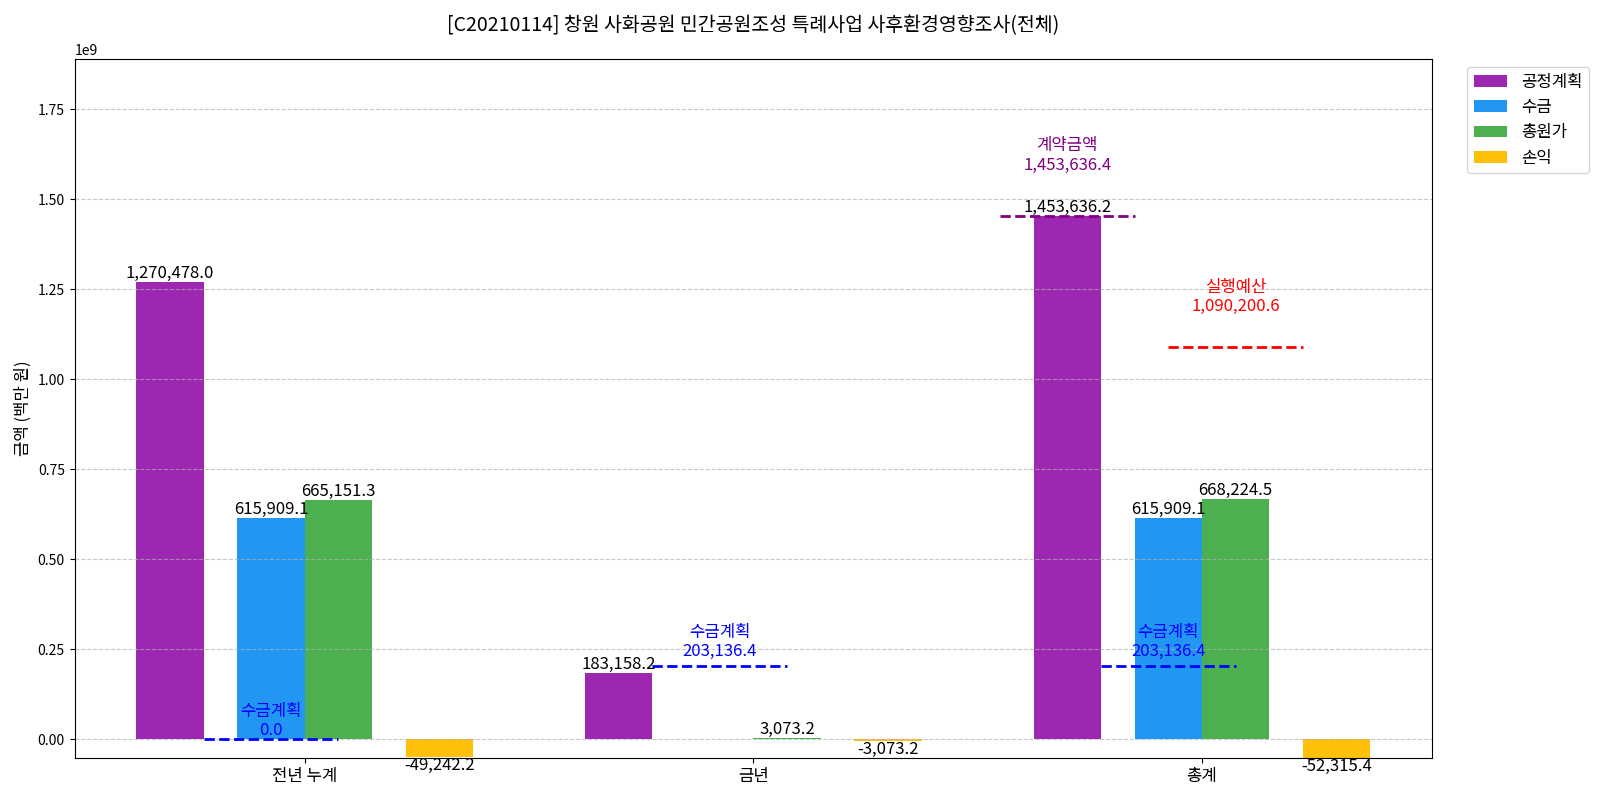 [C20210114] 창원 사화공원 민간공원조성 특례사업 사후환경영향조사(전체)
1e9
공정계획
수금
총원가
손익
금액 (백만 원)
1.75
1.50
1.25
1.00
0.75
0.50
0.25
0.00
계약금액
1,453,636.4
1,453,636.2
1,270,478.0
실행예산
1,090,200.6
615,909.1
665,151.3
615,909.1
668,224.5
수금계획
203,136.4
수금계획
203,136.4
183,158.2
수금계획
0.0
3,073.2
-3,073.2
-49,242.2
-52,315.4
전년 누계
금년
총계